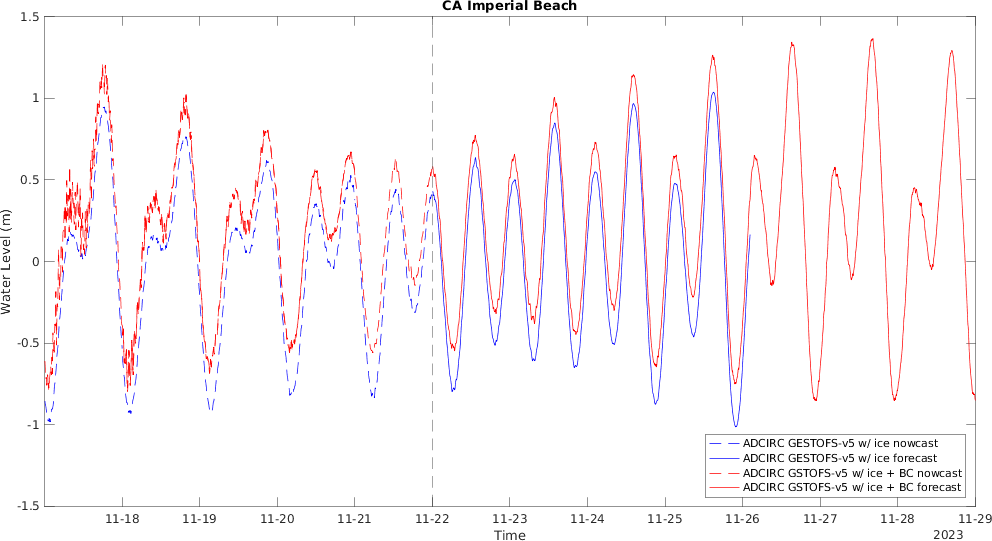 CA Imperial Beach
1.5
1
0.5
0
-0.5
-1
-1.5
Water Level (m)
ADCIRC GESTOFS-v5 w/ ice nowcast
ADCIRC GESTOFS-v5 w/ ice forecast
ADCIRC GSTOFS-v5 w/ ice + BC nowcast
ADCIRC GSTOFS-v5 w/ ice + BC forecast
11-18 11-19 11-20 11-21 11-22 11-23 11-24 11-25 11-26 11-27 11-28 11-29
Time
2023